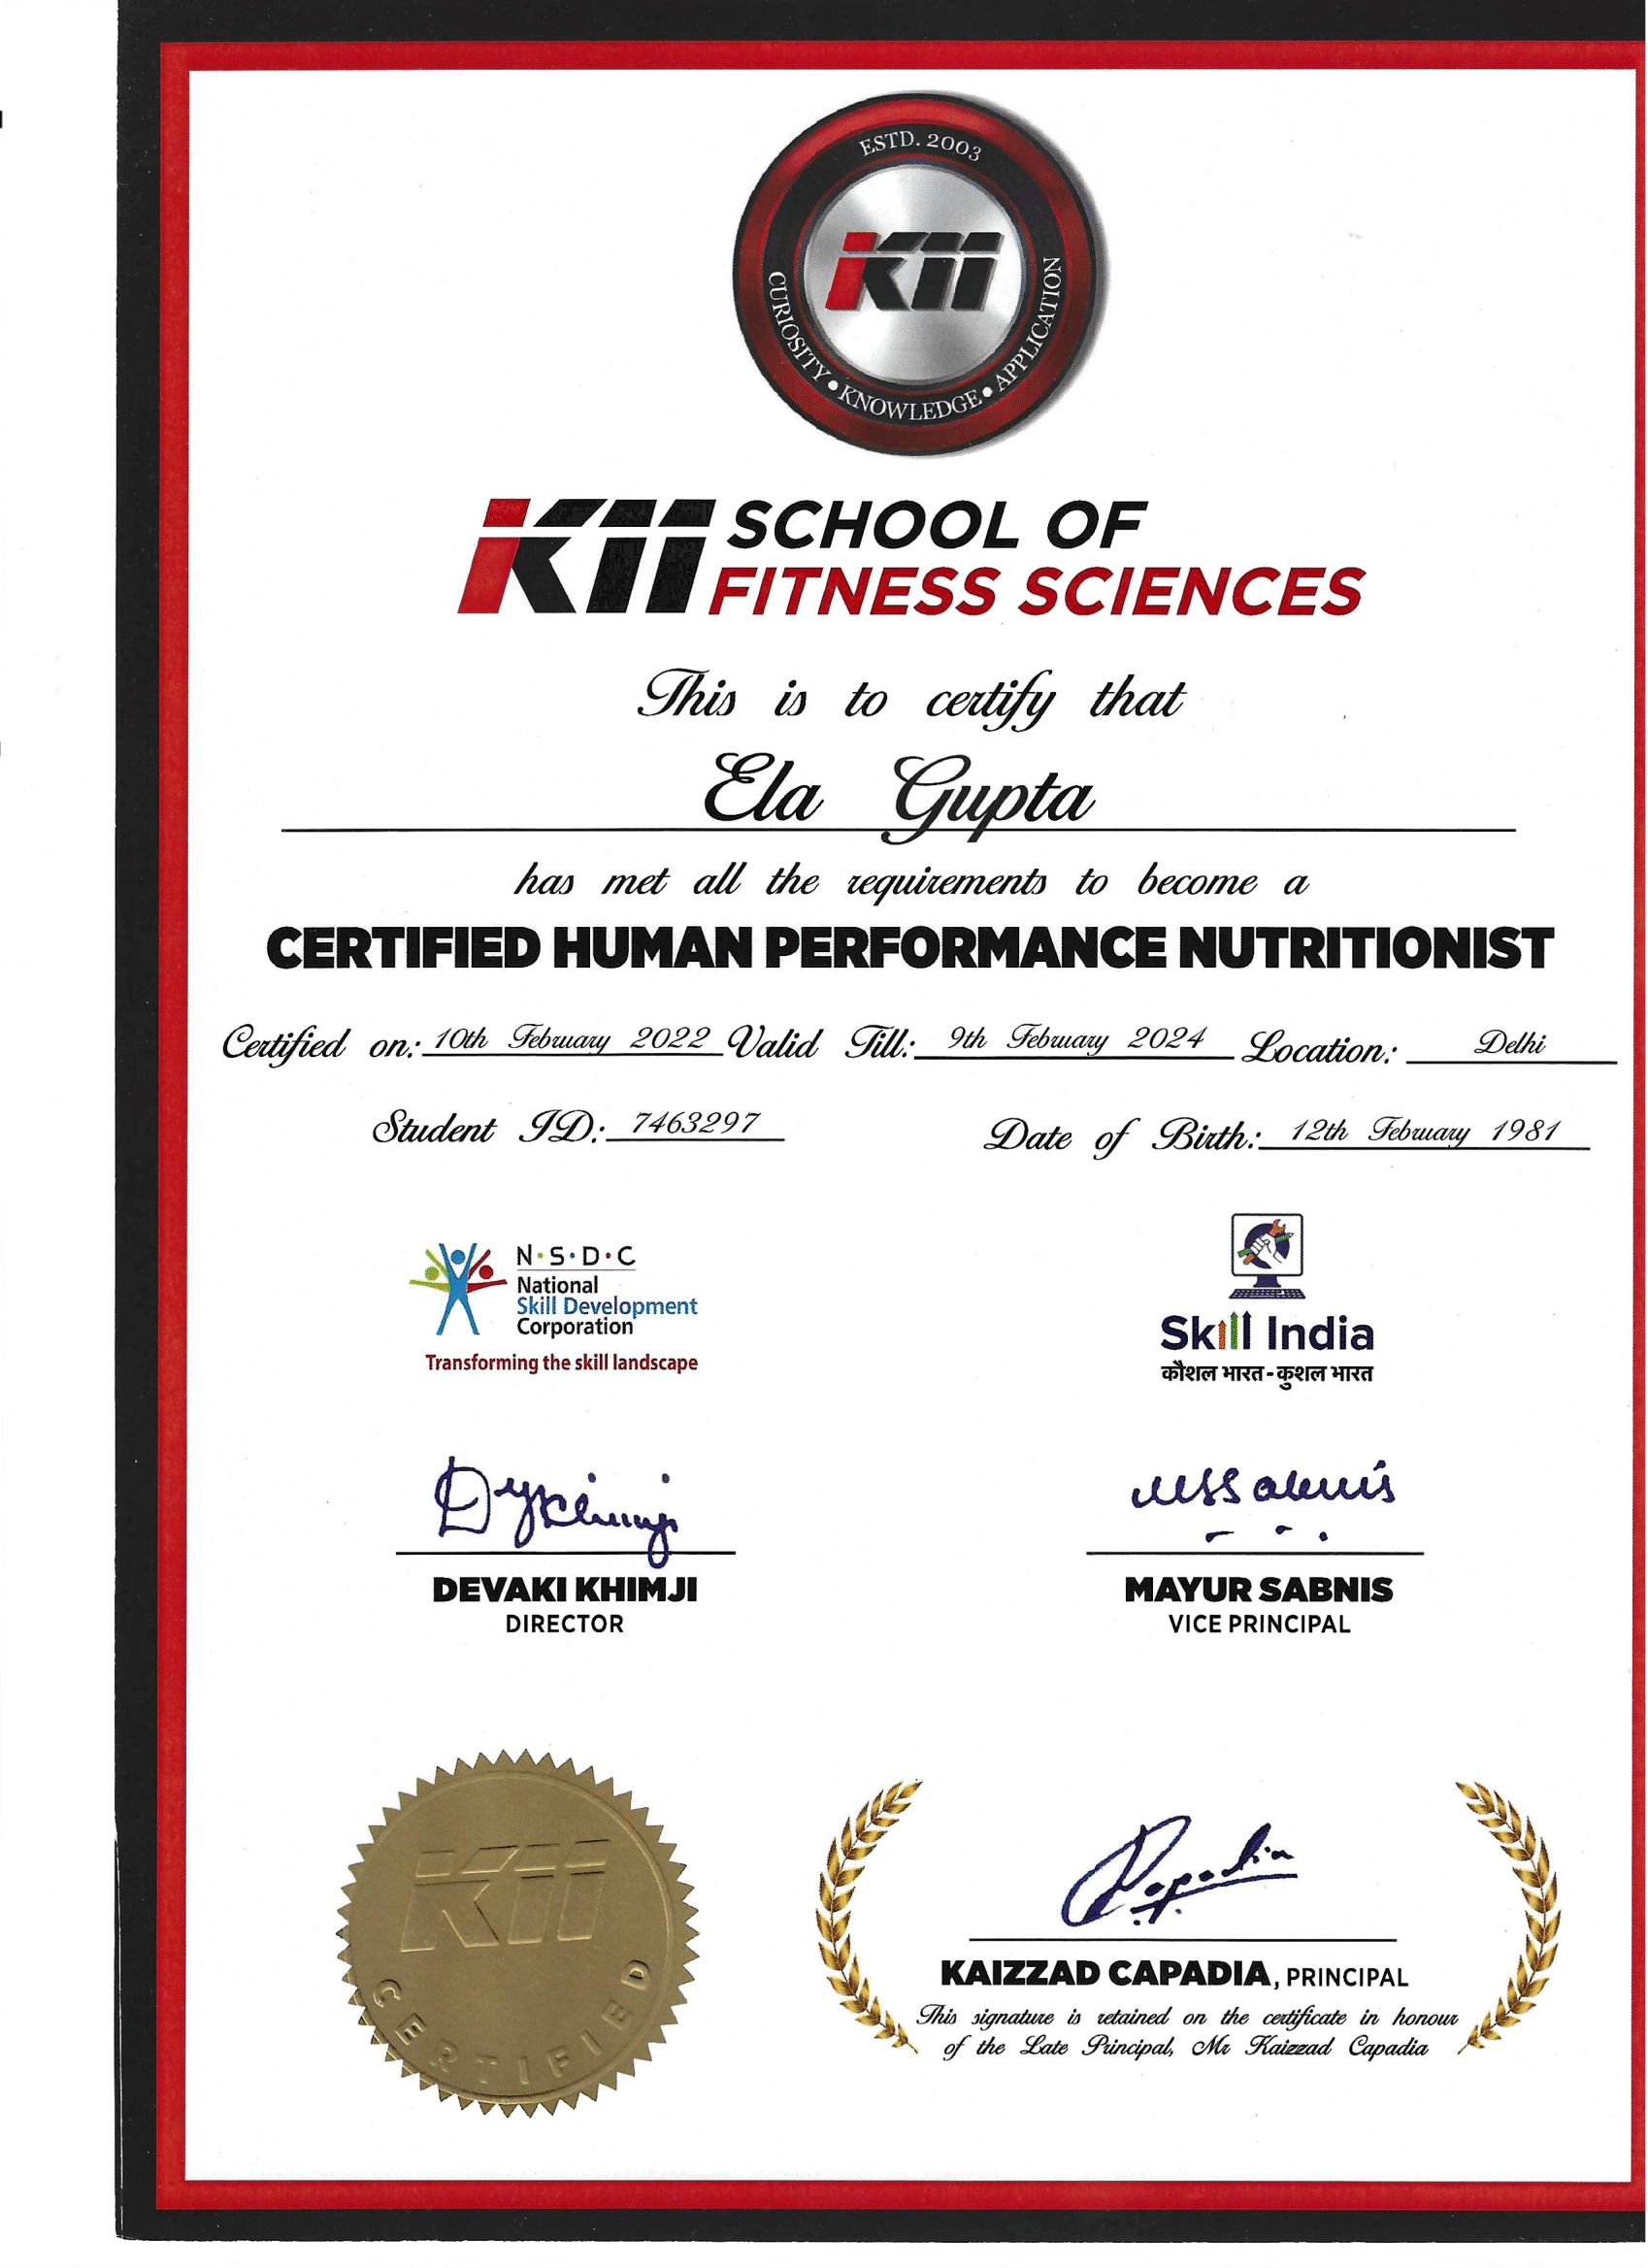 ESTD. 2003
K11
CURIOSITY • KNOWLEDGE • APPLICATION
K11 SCHOOL OF
FITNESS SCIENCES
This is to certify that
Ela Gupta
has met all the requirements to become a
CERTIFIED HUMAN PERFORMANCE NUTRITIONIST
Certified on: 10th February 2022 Valid Till: 9th February 2024 Location: Delhi
Student ID: 7463297 Date of Birth: 12th February 1981
N·S·D·C
National
Skill Development
Corporation
Transforming the skill landscape
Skill India
कौशल भारत - कुशल भारत
DEVAKI KHIMJI
DIRECTOR
MAYUR SABNIS
VICE PRINCIPAL
K11
CERTIFIED
KAIZZAD CAPADIA, PRINCIPAL
This signature is retained on the certificate in honour
of the Late Principal, Mr Kaizzad Capadia